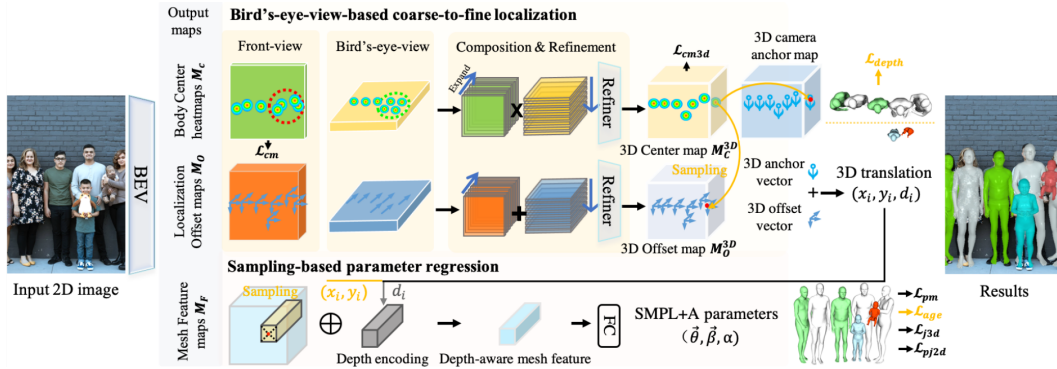 Output maps
Bird's-eye-view-based coarse-to-fine localization
Front-view
Bird's-eye-view
Composition & Refinement
Body Center
heatmaps M_c
Expand
X
Refiner
ℒ_cm
ℒ_cm3d
3D Center map M_C^3D
3D camera
anchor map
ℒ_depth
BEV
Input 2D image
Localization
Offset maps M_O
+
Refiner
Sampling
3D Offset map M_O^3D
3D anchor
vector
+
3D offset
vector
3D translation
(x_i, y_i, d_i)
Results
Sampling-based parameter regression
Mesh Feature
maps M_F
Sampling
(x_i, y_i)
d_i
⊕
Depth encoding
Depth-aware mesh feature
FC
SMPL+A parameters
(θ⃗, β⃗, α)
ℒ_pm
ℒ_age
ℒ_j3d
ℒ_pj2d